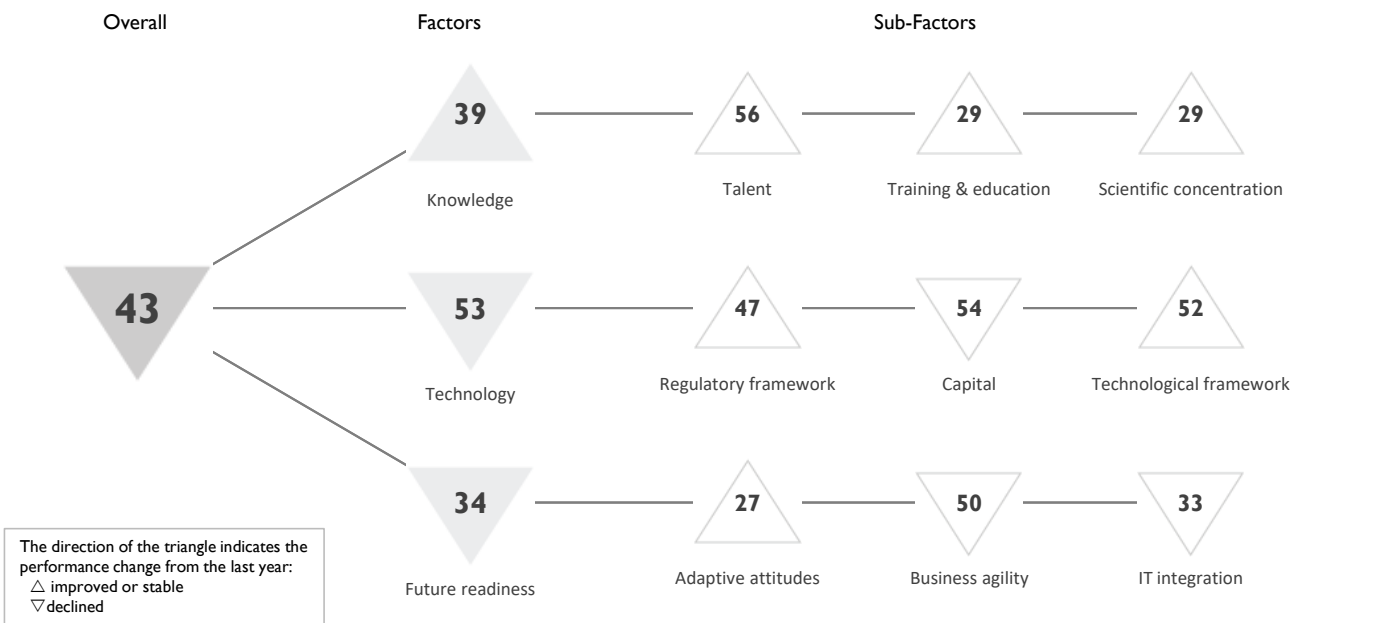 Overall Factors Sub-Factors
39 56 29 29
Knowledge Talent Training & education Scientific concentration
43 53 47 54 52
Technology Regulatory framework Capital Technological framework
34 27 50 33
Future readiness Adaptive attitudes Business agility IT integration
The direction of the triangle indicates the
performance change from the last year:
△ improved or stable
▽ declined